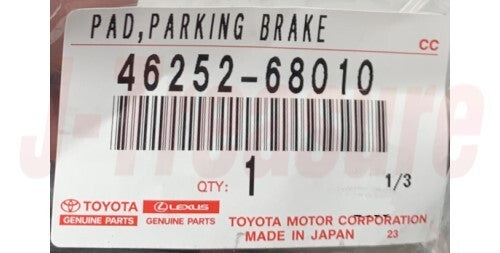 PAD,PARKING BRAKE
CC
46252-68010
QTY: 1
1/3
TOYOTA LEXUS
GENUINE PARTS GENUINE PARTS
TOYOTA MOTOR CORPORATION
MADE IN JAPAN 23
J-Treasure